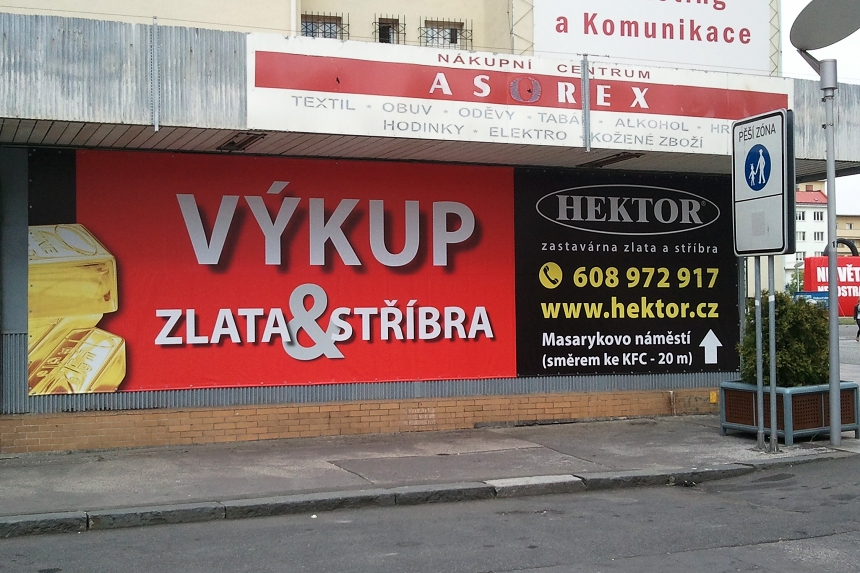 a Komunikace
NÁKUPNÍ CENTRUM
ASOREX
TEXTIL - OBUV - ODĚVY - TABÁK - ALKOHOL -
HODINKY - ELEKTRO - KOŽENÉ ZBOŽÍ
PĚŠÍ ZÓNA
VÝKUP
ZLATA & STŘÍBRA
HEKTOR®
zastavárna zlata a stříbra
608 972 917
www.hektor.cz
Masarykovo náměstí
(směrem ke KFC - 20 m)